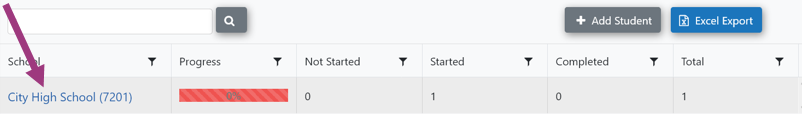 Add Student
Excel Export
School Progress Not Started Started Completed Total
City High School (7201) 0 1 0 1